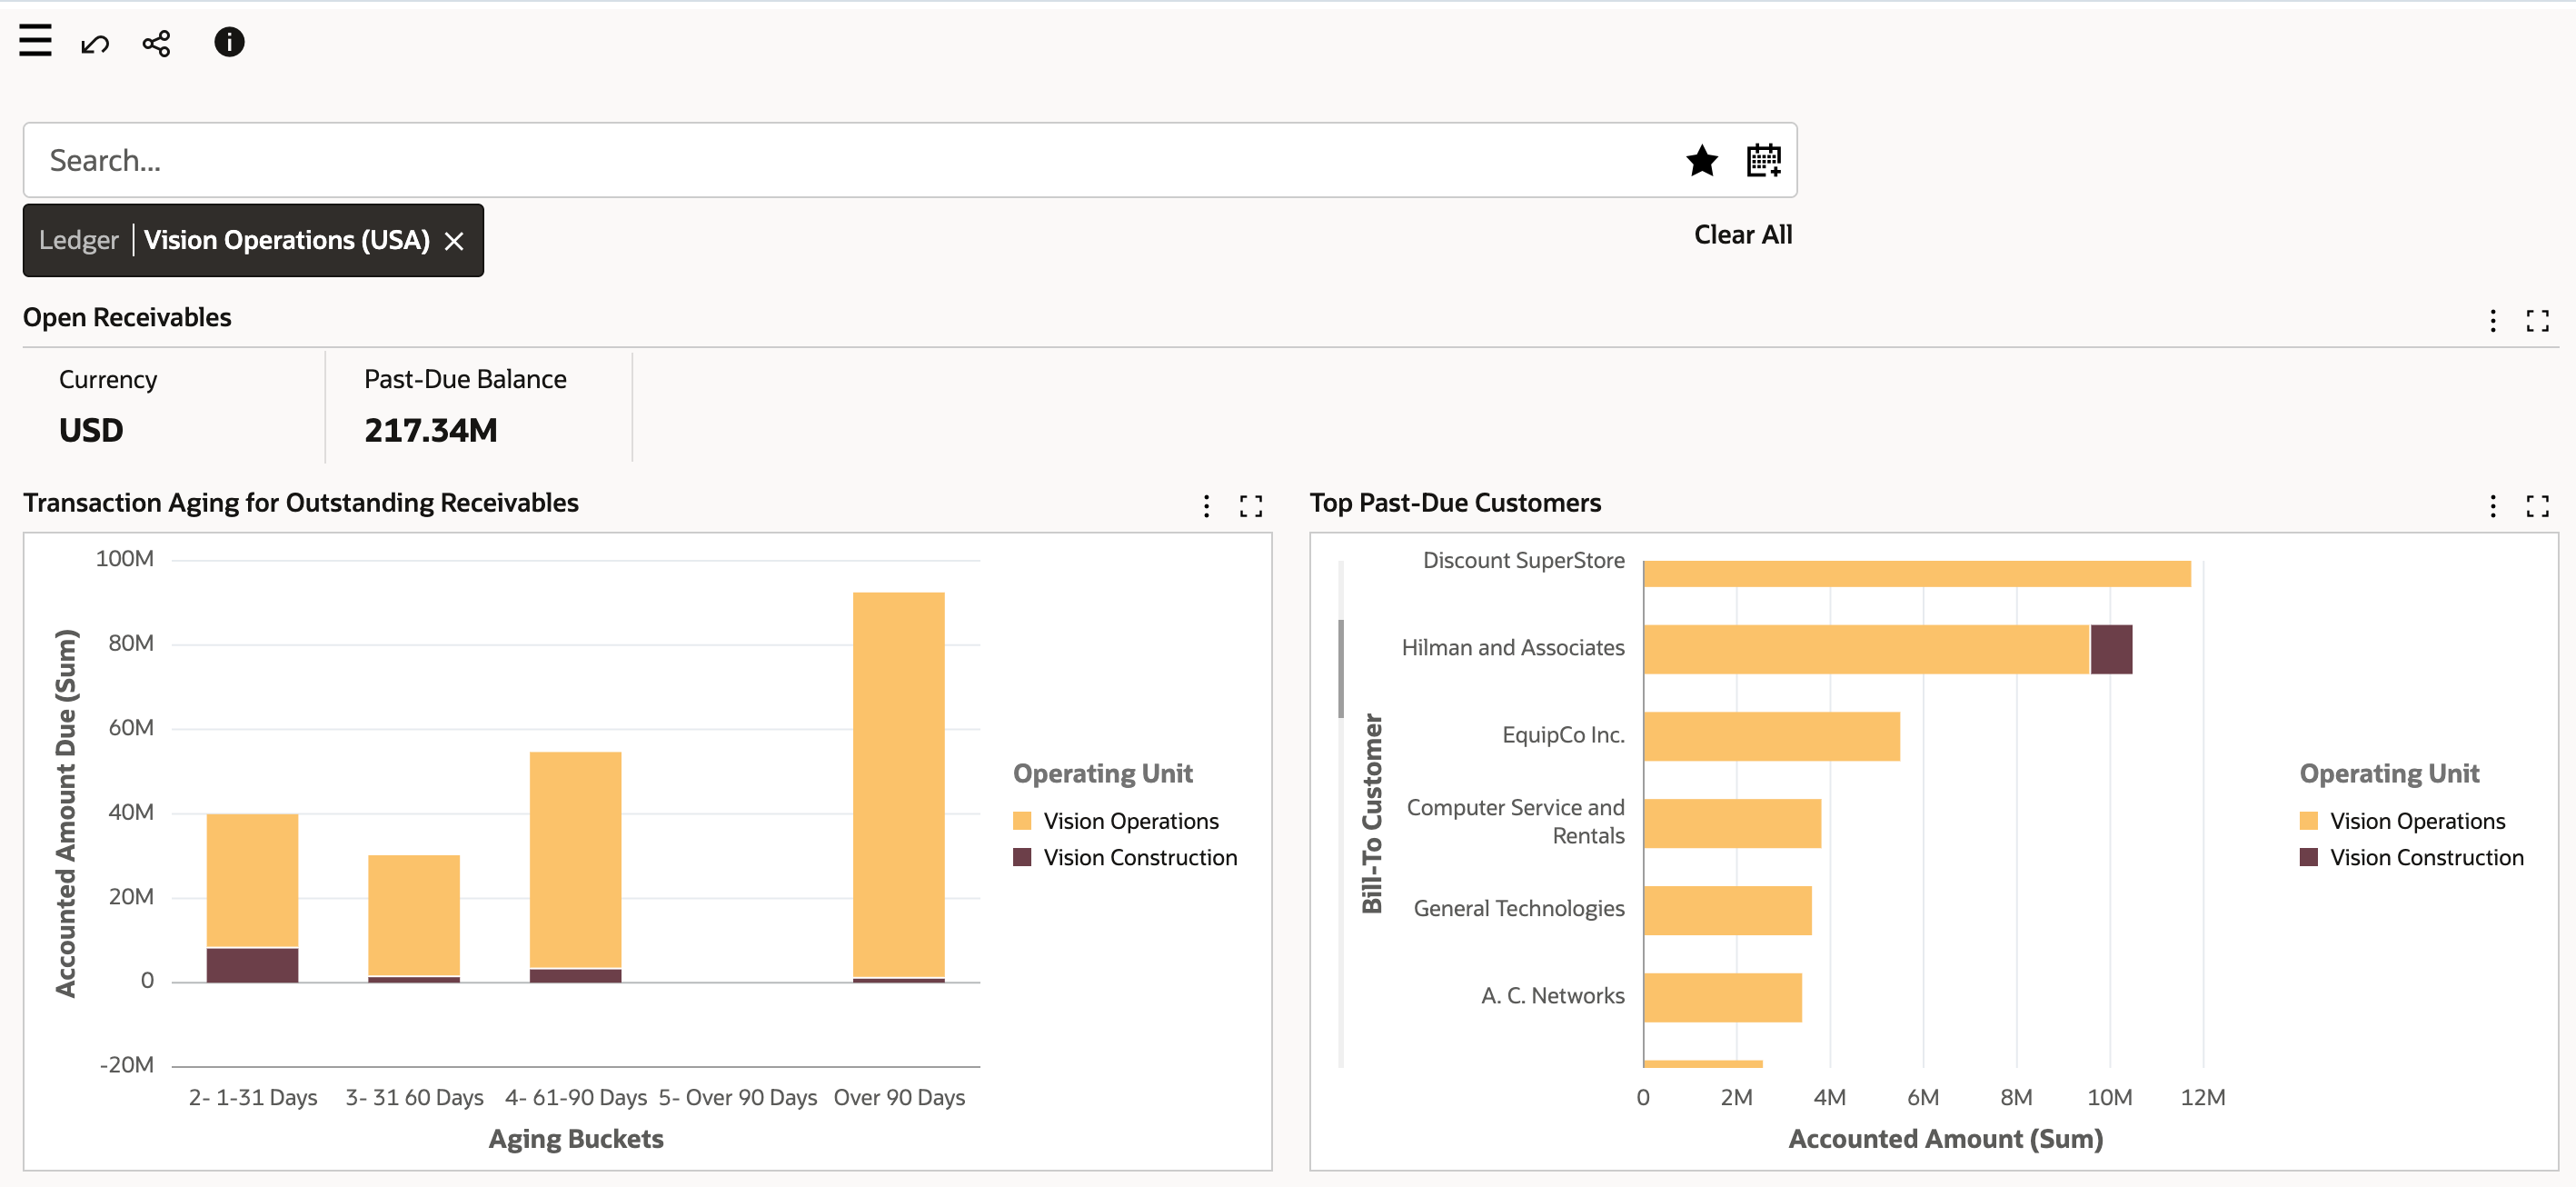 Search...
Ledger | Vision Operations (USA) ×
Clear All
Open Receivables
Currency
USD
Past-Due Balance
217.34M
Transaction Aging for Outstanding Receivables
100M
80M
60M
40M
20M
0
-20M
Accounted Amount Due (Sum)
2- 1-31 Days
3- 31 60 Days
4- 61-90 Days
5- Over 90 Days
Over 90 Days
Aging Buckets
Operating Unit
Vision Operations
Vision Construction
Top Past-Due Customers
Bill-To Customer
Discount SuperStore
Hilman and Associates
EquipCo Inc.
Computer Service and
Rentals
General Technologies
A. C. Networks
0
2M
4M
6M
8M
10M
12M
Accounted Amount (Sum)
Operating Unit
Vision Operations
Vision Construction